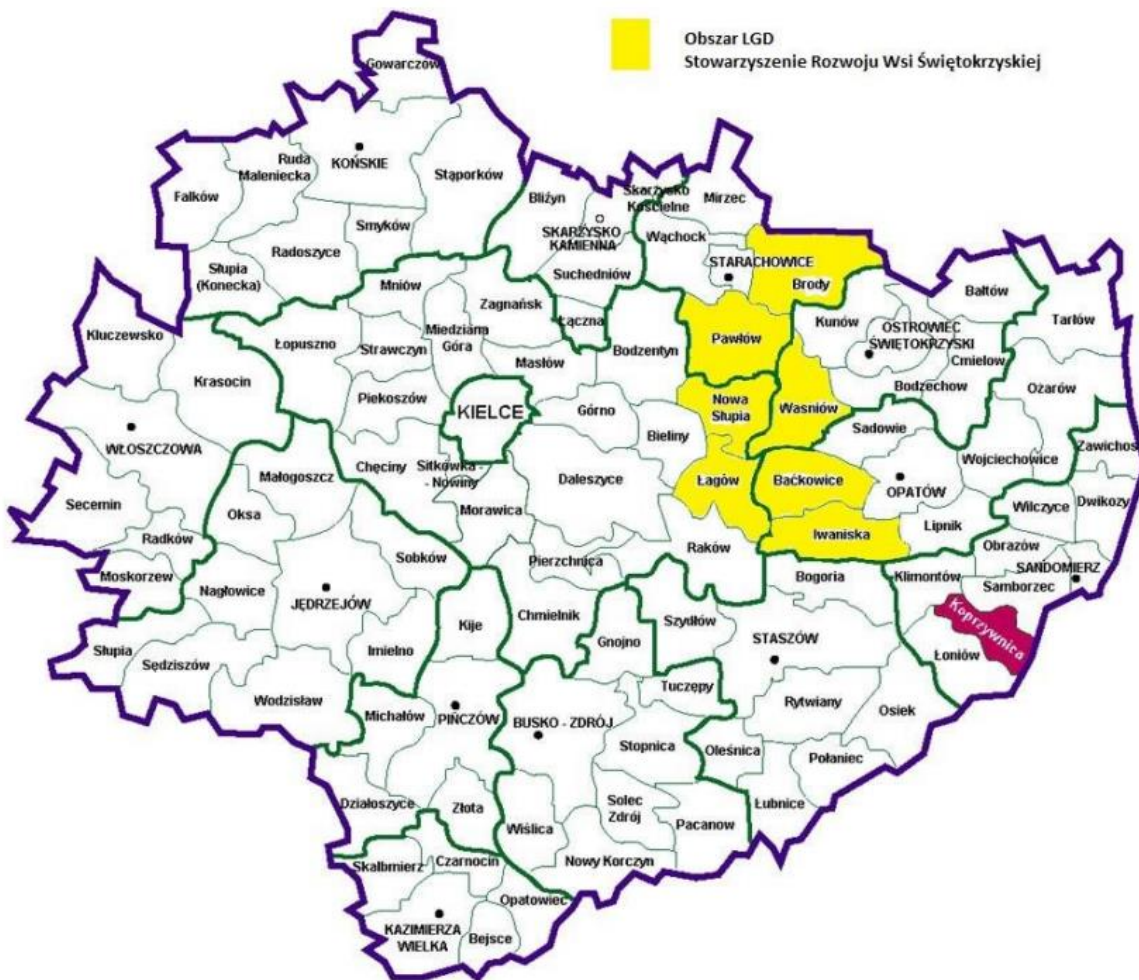 Obszar LGD
Stowarzyszenie Rozwoju Wsi Świętokrzyskiej
Gowarczów
KOŃSKIE
Ruda
Maleniecka
Stąporków
Fałków
Smyków
Radoszyce
Słupia
(Konecka)
Bliżyn
Skarżysko
Kościelne
Mirzec
SKARŻYSKO
KAMIENNA
Wąchock
Suchedniów
STARACHOWICE
Brody
Mniów
Zagnańsk
Łączna
Bałtów
Kluczewsko
Łopuszno
Strawczyn
Miedziana
Góra
Masłów
Bodzentyn
Pawłów
Kunów
OSTROWIEC
ŚWIĘTOKRZYSKI
Tarłów
Ćmielow
Krasocin
Piekoszów
KIELCE
Górno
Nowa
Słupia
Wasniów
Bodzechow
Ożarów
WŁOSZCZOWA
Bieliny
Sadowie
Zawichos
Małogoszcz
Chęciny
Sitkówka -
- Nowiny
Daleszyce
Łagów
Baćkowice
OPATÓW
Wojciechowice
Secemin
Oksa
Morawica
Wilczyce
Dwikozy
Radków
Sobków
Pierzchnica
Raków
Iwaniska
Lipnik
Obrazów
SANDOMIERZ
Moskorzew
Nagłowice
JĘDRZEJÓW
Bogoria
Klimontów
Samborzec
Kije
Chmielnik
Gnojno
Szydłów
STASZÓW
Koprzywnica
Słupia
Sędziszów
Imielno
Łoniów
Wodzisław
Michałów
PIŃCZÓW
BUSKO - ZDRÓJ
Tuczępy
Rytwiany
Osiek
Stopnica
Oleśnica
Połaniec
Działoszyce
Złota
Wiślica
Solec
Zdrój
Pacanow
Łubnice
Skalbmierz
Czarnocin
Nowy Korczyn
Opatowiec
KAZIMIERZA
WIELKA
Bejsce